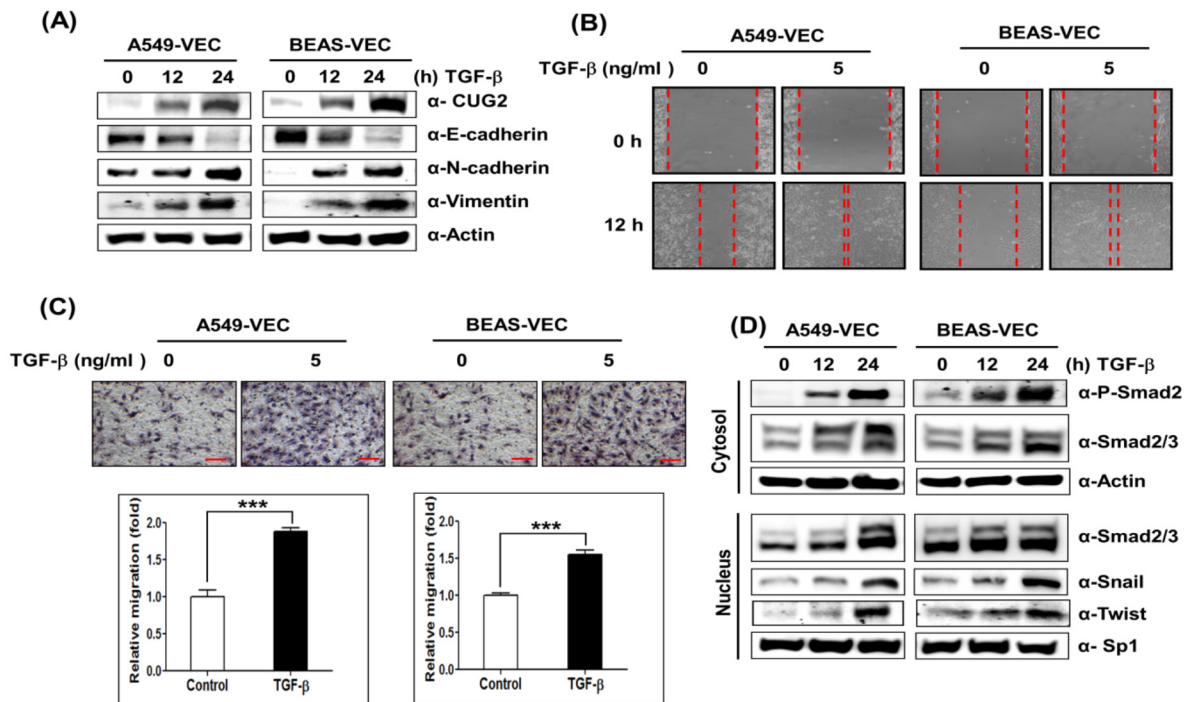 (A)
A549-VEC BEAS-VEC
0 12 24 0 12 24 (h) TGF-β
α- CUG2
α-E-cadherin
α-N-cadherin
α-Vimentin
α-Actin
(B)
A549-VEC BEAS-VEC
TGF-β (ng/ml) 0 5 0 5
0 h
12 h
(C)
A549-VEC BEAS-VEC
TGF-β (ng/ml ) 0 5 0 5
Relative migration (fold)
2.0
1.5
1.0
0.5
0.0
***
Control TGF-β
Relative migration (fold)
2.0
1.5
1.0
0.5
0.0
***
Control TGF-β
(D)
A549-VEC BEAS-VEC
0 12 24 0 12 24 (h) TGF-β
Cytosol
α-P-Smad2
α-Smad2/3
α-Actin
Nucleus
α-Smad2/3
α-Snail
α-Twist
α- Sp1